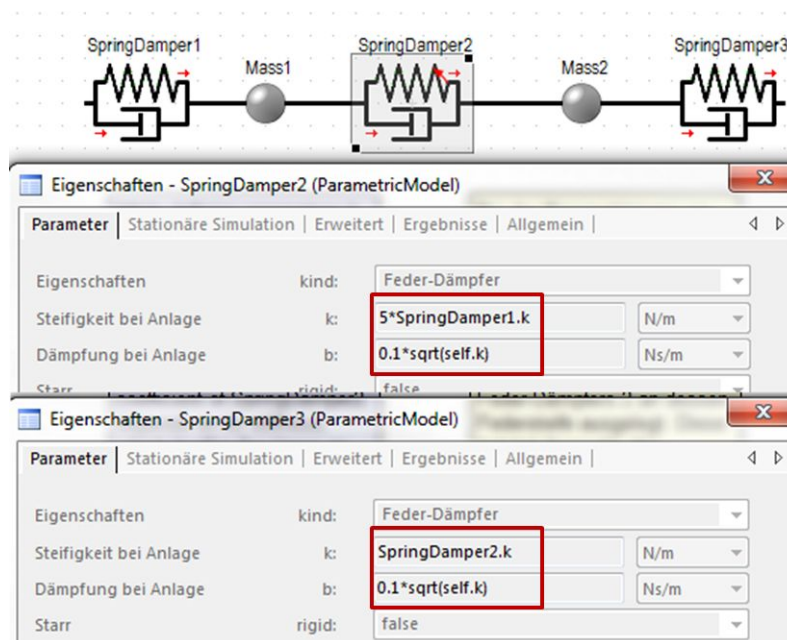 SpringDamper1
SpringDamper2
SpringDamper3
Mass1
Mass2
Eigenschaften - SpringDamper2 (ParametricModel)
Parameter | Stationäre Simulation | Erweitert | Ergebnisse | Allgemein |
Eigenschaften kind: Feder-Dämpfer
Steifigkeit bei Anlage k: 5*SpringDamper1.k N/m
Dämpfung bei Anlage b: 0.1*sqrt(self.k) Ns/m
Starr rigid: false
Eigenschaften - SpringDamper3 (ParametricModel)
Parameter | Stationäre Simulation | Erweitert | Ergebnisse | Allgemein |
Eigenschaften kind: Feder-Dämpfer
Steifigkeit bei Anlage k: SpringDamper2.k N/m
Dämpfung bei Anlage b: 0.1*sqrt(self.k) Ns/m
Starr rigid: false